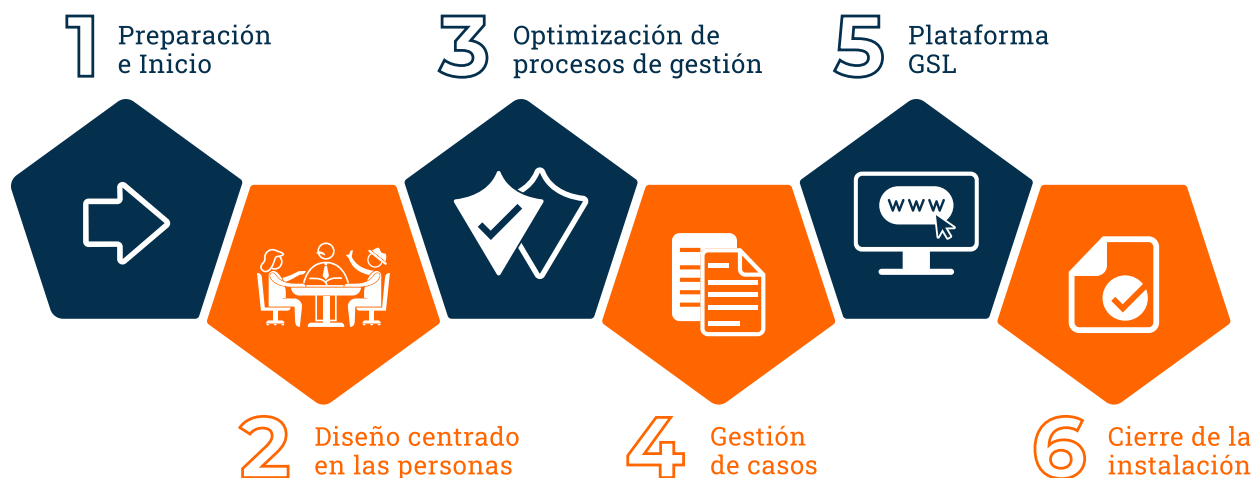 1
Preparación
e Inicio
2
Diseño centrado
en las personas
3
Optimización de
procesos de gestión
4
Gestión
de casos
5
Plataforma
GSL
www
6
Cierre de la
instalación